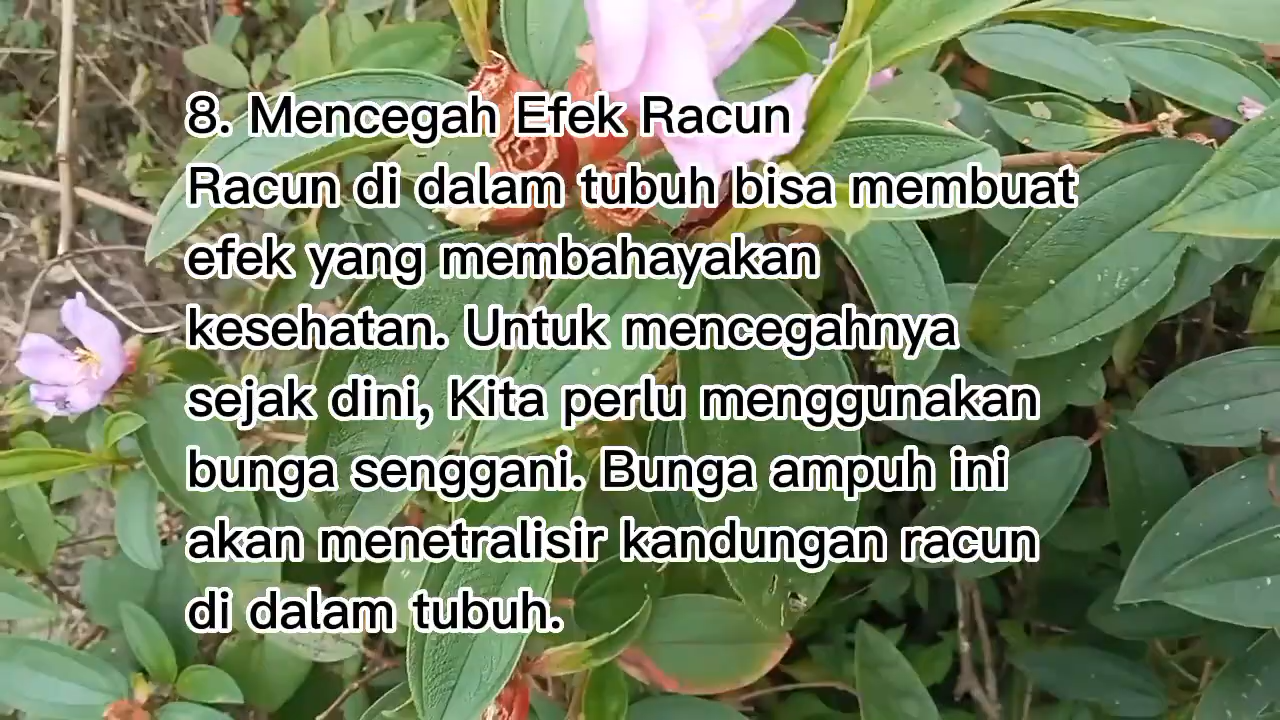 8. Mencegah Efek Racun
Racun di dalam tubuh bisa membuat
efek yang membahayakan
kesehatan. Untuk mencegahnya
sejak dini, Kita perlu menggunakan
bunga senggani. Bunga ampuh ini
akan menetralisir kandungan racun
di dalam tubuh.